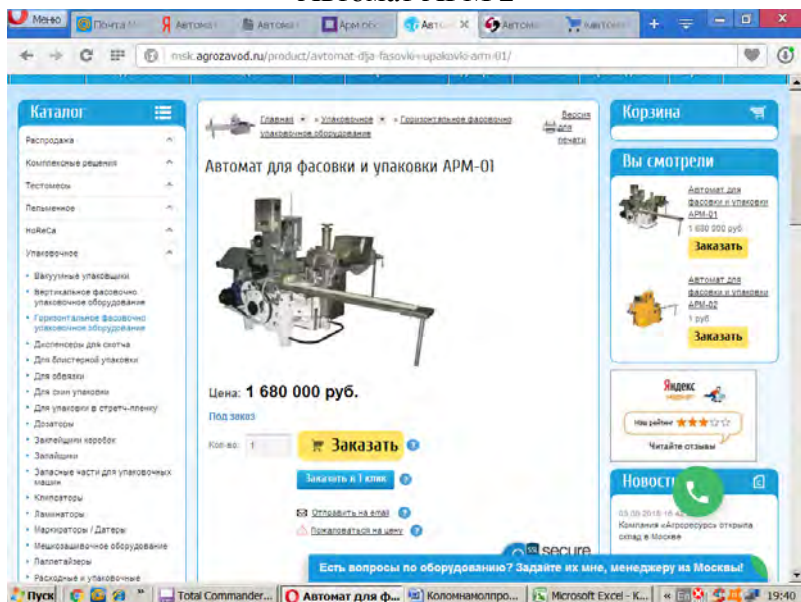 Автомат АРМ 2
Меню
Почта М
Автомат
Автомат
Арм обо
Авто
Автома
msk.agrozavod.ru/product/avtomat-dlja-fasovki-i-upakovki-arm-01/
Каталог
Распродажа
Комплексные решения
Тестомесы
Пельменное
HoReCa
Упаковочное
Вакуумные упаковщики
Вертикальное фасовочно
упаковочное оборудование
Горизонтальное фасовочно
упаковочное оборудование
Диспенсеры для скотча
Для блистерной упаковки
Для обвязки
Для скин упаковки
Для упаковки в стретч-пленку
Дозаторы
Заклейщики коробок
Запайщики
Запасные части для упаковочных
машин
Клипсаторы
Ламинаторы
Маркираторы / Датеры
Мешкозашивочное оборудование
Паллетайзеры
Расходные и упаковочные
Главная » Упаковочное » Горизонтальное фасовочно
упаковочное оборудование
Версия
для
печати
Автомат для фасовки и упаковки АРМ-01
Цена: 1 680 000 руб.
Под заказ
Кол-во: 1 Заказать ?
Заказать в 1 клик ?
Отправить на email ?
Пожаловаться на цену ?
secure
Корзина
Вы смотрели
Автомат для
фасовки и упаковки
АРМ-01
1 680 000 руб
Заказать
Автомат для
фасовки и упаковки
АРМ-02
1 руб
Заказать
Яндекс
Наш рейтинг
Читайте отзывы
Новост
Компания «Агроресурс» открыла
склад в Москве
Есть вопросы по оборудованию? Задайте их мне, менеджеру из Москвы!
Пуск
Total Commander...
Автомат для ф...
Коломнамолпро...
Microsoft Excel - К...
19:40